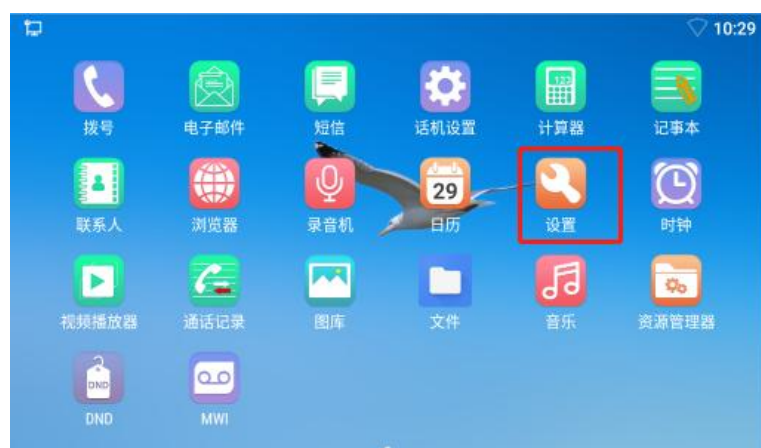 10:29
拨号 电子邮件 短信 话机设置 123 计算器 记事本
联系人 浏览器 录音机 29 日历 设置 时钟
视频播放器 通话记录 图库 文件 音乐 资源管理器
DND
DND MWI